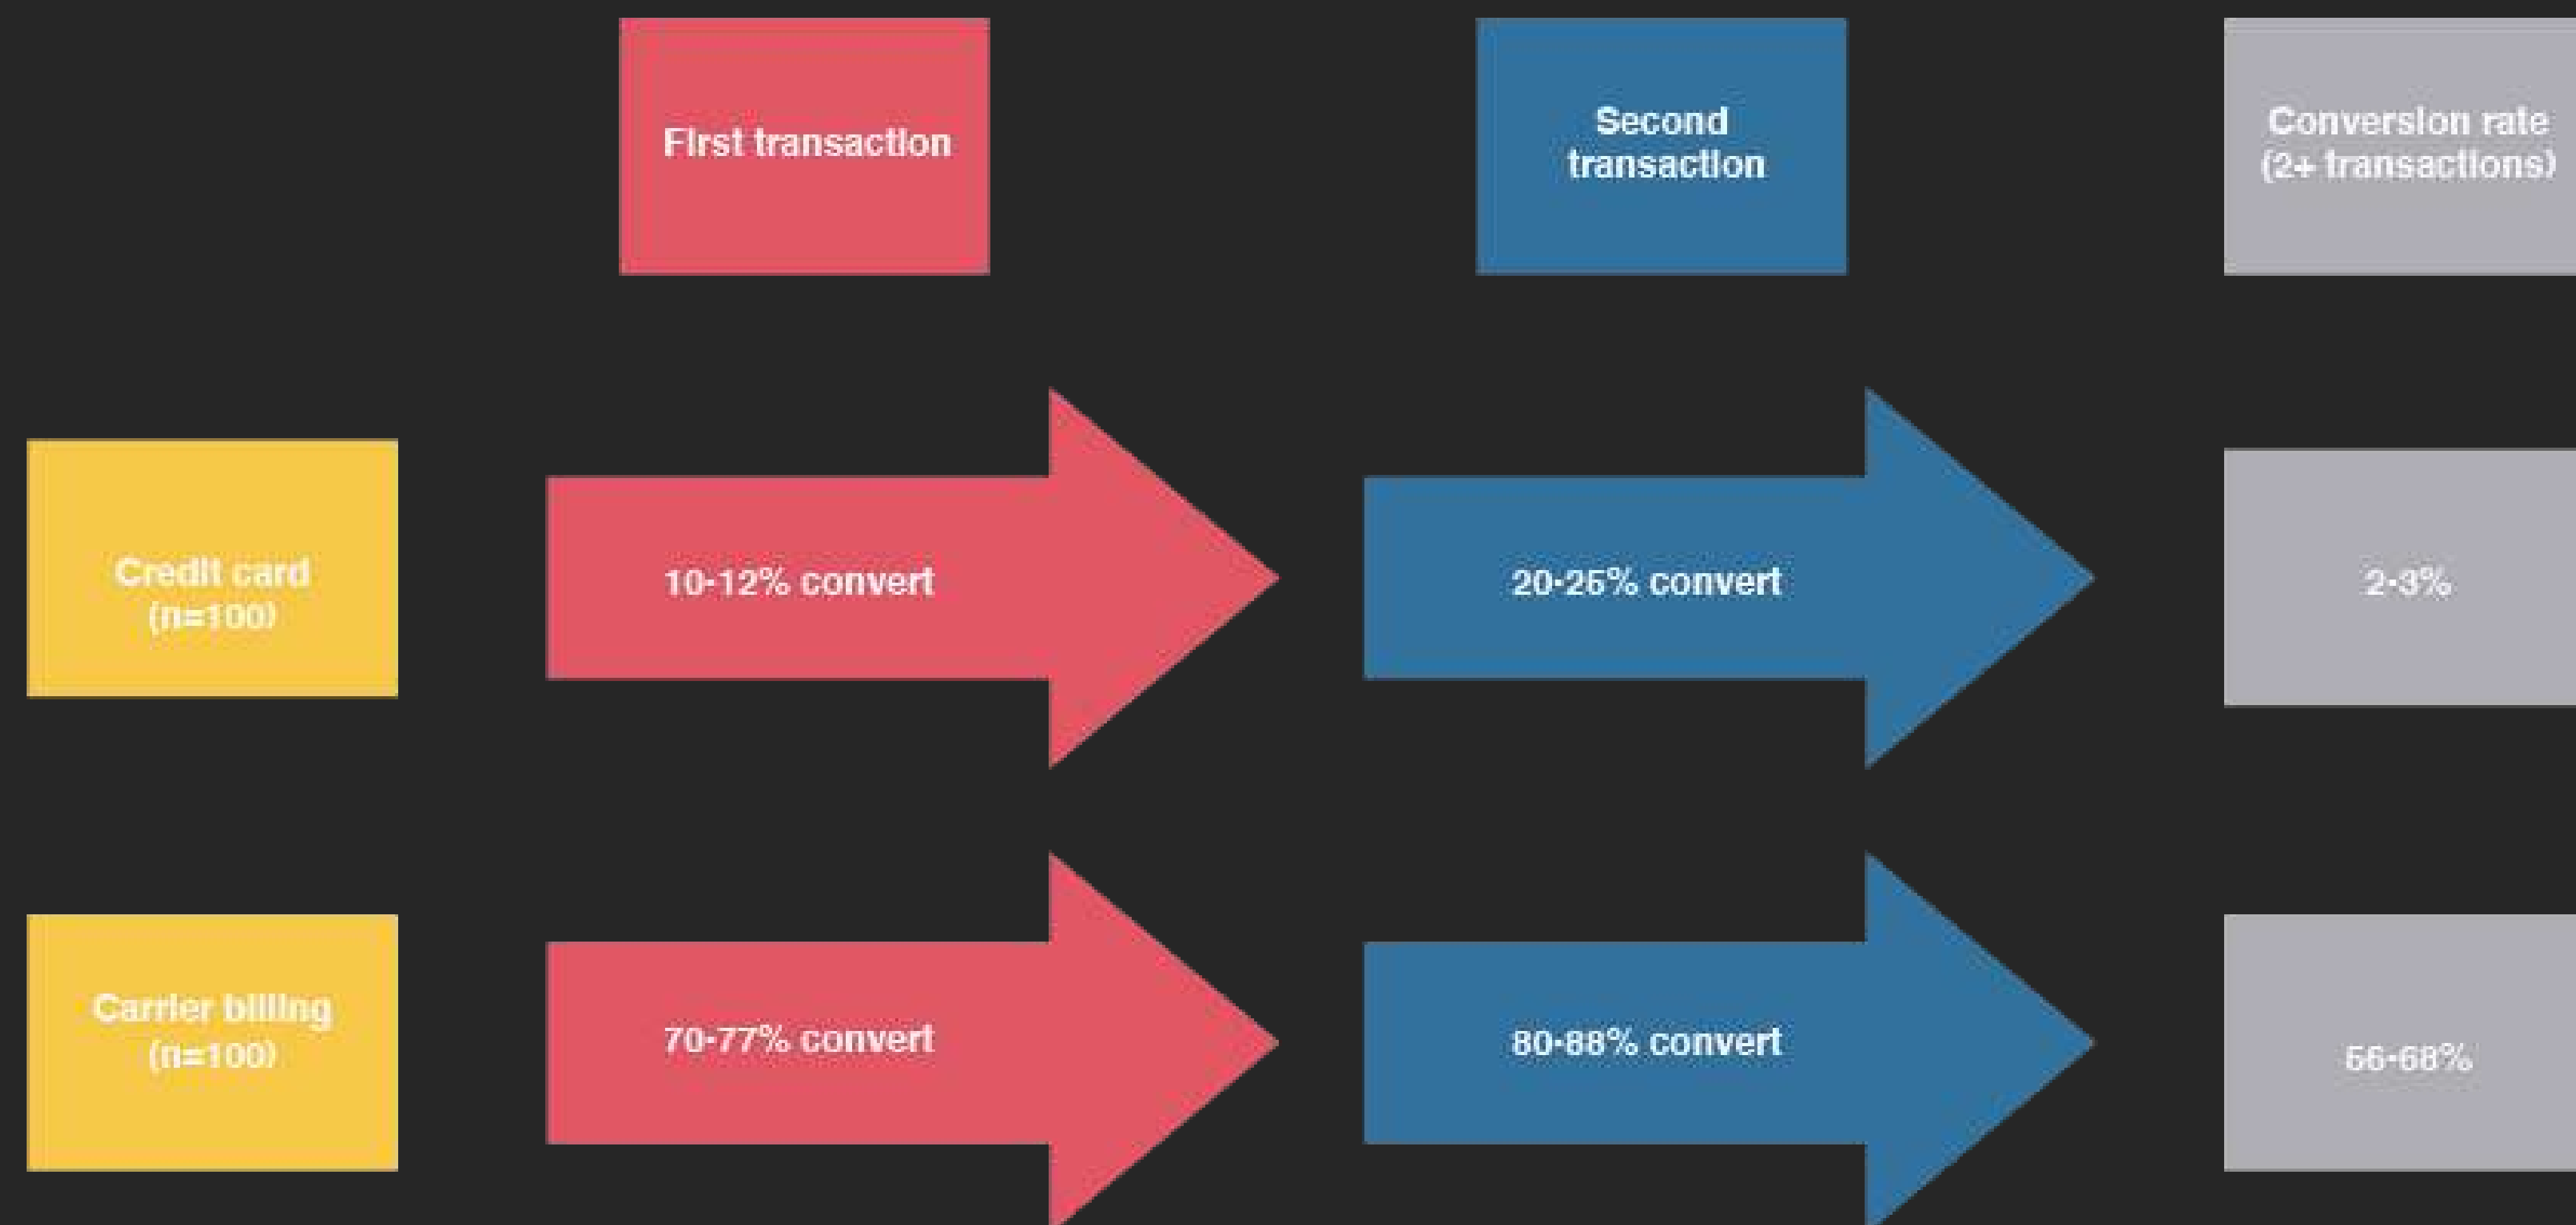 First transaction
Second
transaction
Conversion rate
(2+ transactions)
Credit card
(n=100)
10-12% convert
20-25% convert
2-3%
Carrier billing
(n=100)
70-77% convert
80-88% convert
56-68%